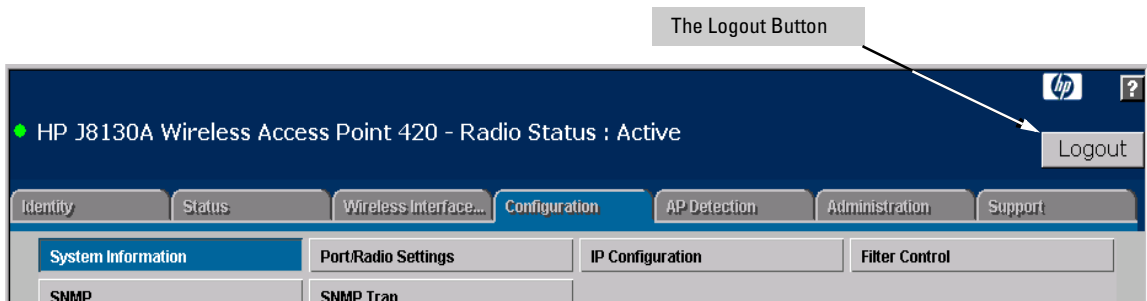 The Logout Button
hp
?
HP J8130A Wireless Access Point 420 - Radio Status : Active
Logout
Identity Status Wireless Interface... Configuration AP Detection Administration Support
System Information Port/Radio Settings IP Configuration Filter Control
SNMP SNMP Trap